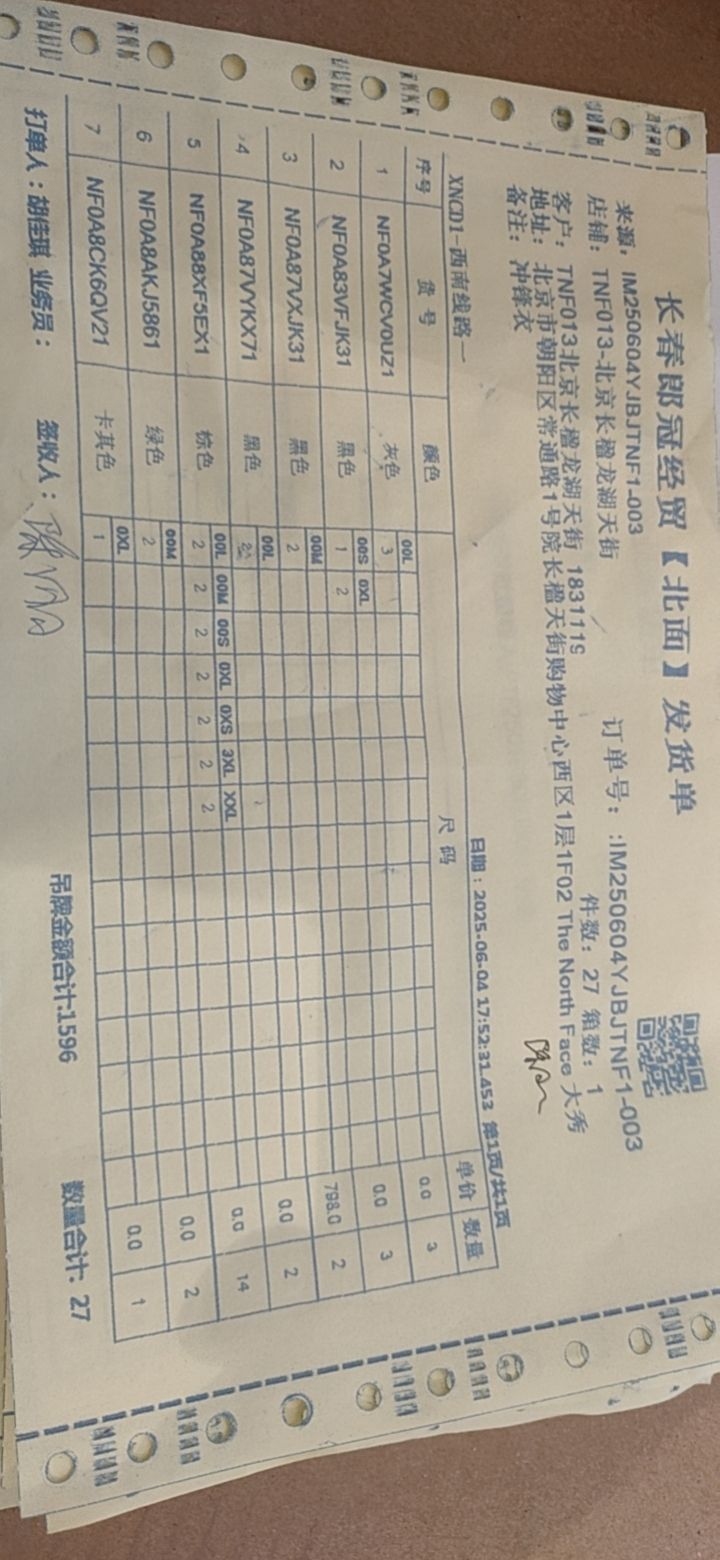 长春郎冠经贸【北面】发货单
来源：IM250604YJBJTNF1-003 订单号：:IM250604YJBJTNF1-003
店铺：TNF013-北京长楹龙湖天街 件数：27 箱数：1
客户：TNF013-北京长楹龙湖天街 1831119
地址：北京市朝阳区常通路1号院长楹天街购物中心西区1层1F02 The North Face 大秀
备注：冲锋衣
日期：2025-06-04 17:52:31.453 第1页/共1页
XNCD1-西南线路一
序号 货号 颜色 尺码 单价 数量
00L
1 NF0A7WCV0UZ1 灰色 3 0.0 3
00S 0XL
2 NF0A83VFJK31 黑色 1 2 0.0 3
00M
3 NF0A87VXJK31 黑色 2 798.0 2
00L
4 NF0A87VYKX71 黑色 2 0.0 2
00L 00M 00S 0XL 0XS 3XL XXL
5 NF0A88XF5EX1 棕色 2 2 2 2 2 2 2 0.0 14
00M
6 NF0A8AKJ5861 绿色 2 0.0 2
0XL
7 NF0A8CK6QV21 卡其色 1 0.0 1
打单人：胡佳琪 业务员： 签收人： 吊牌金额合计:1596 数量合计：27